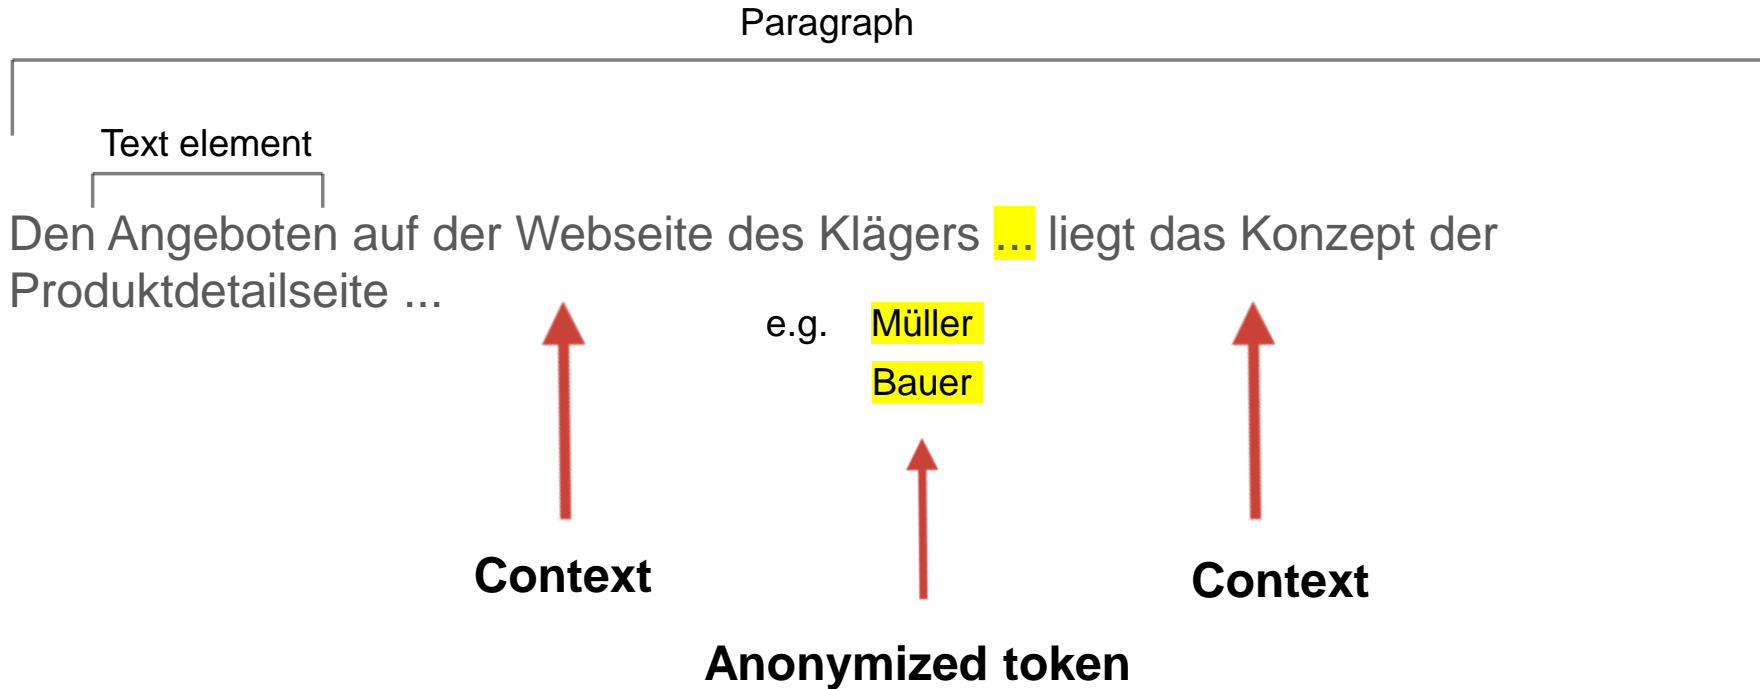 Paragraph
Text element
Den Angeboten auf der Webseite des Klägers ... liegt das Konzept der
Produktdetailseite ...
e.g. Müller
Bauer
Context
Context
Anonymized token